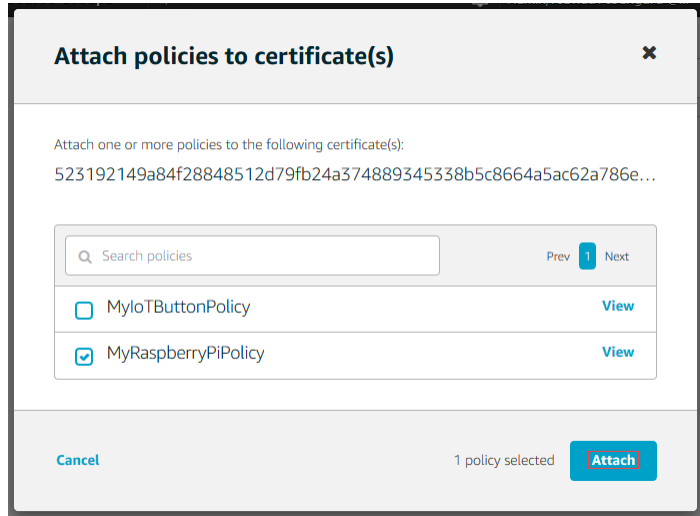 Attach policies to certificate(s)
Attach one or more policies to the following certificate(s):
523192149a84f28848512d79fb24a374889345338b5c8664a5ac62a786e...
Search policies
Prev 1 Next
MyIoTButtonPolicy View
MyRaspberryPiPolicy View
Cancel 1 policy selected Attach